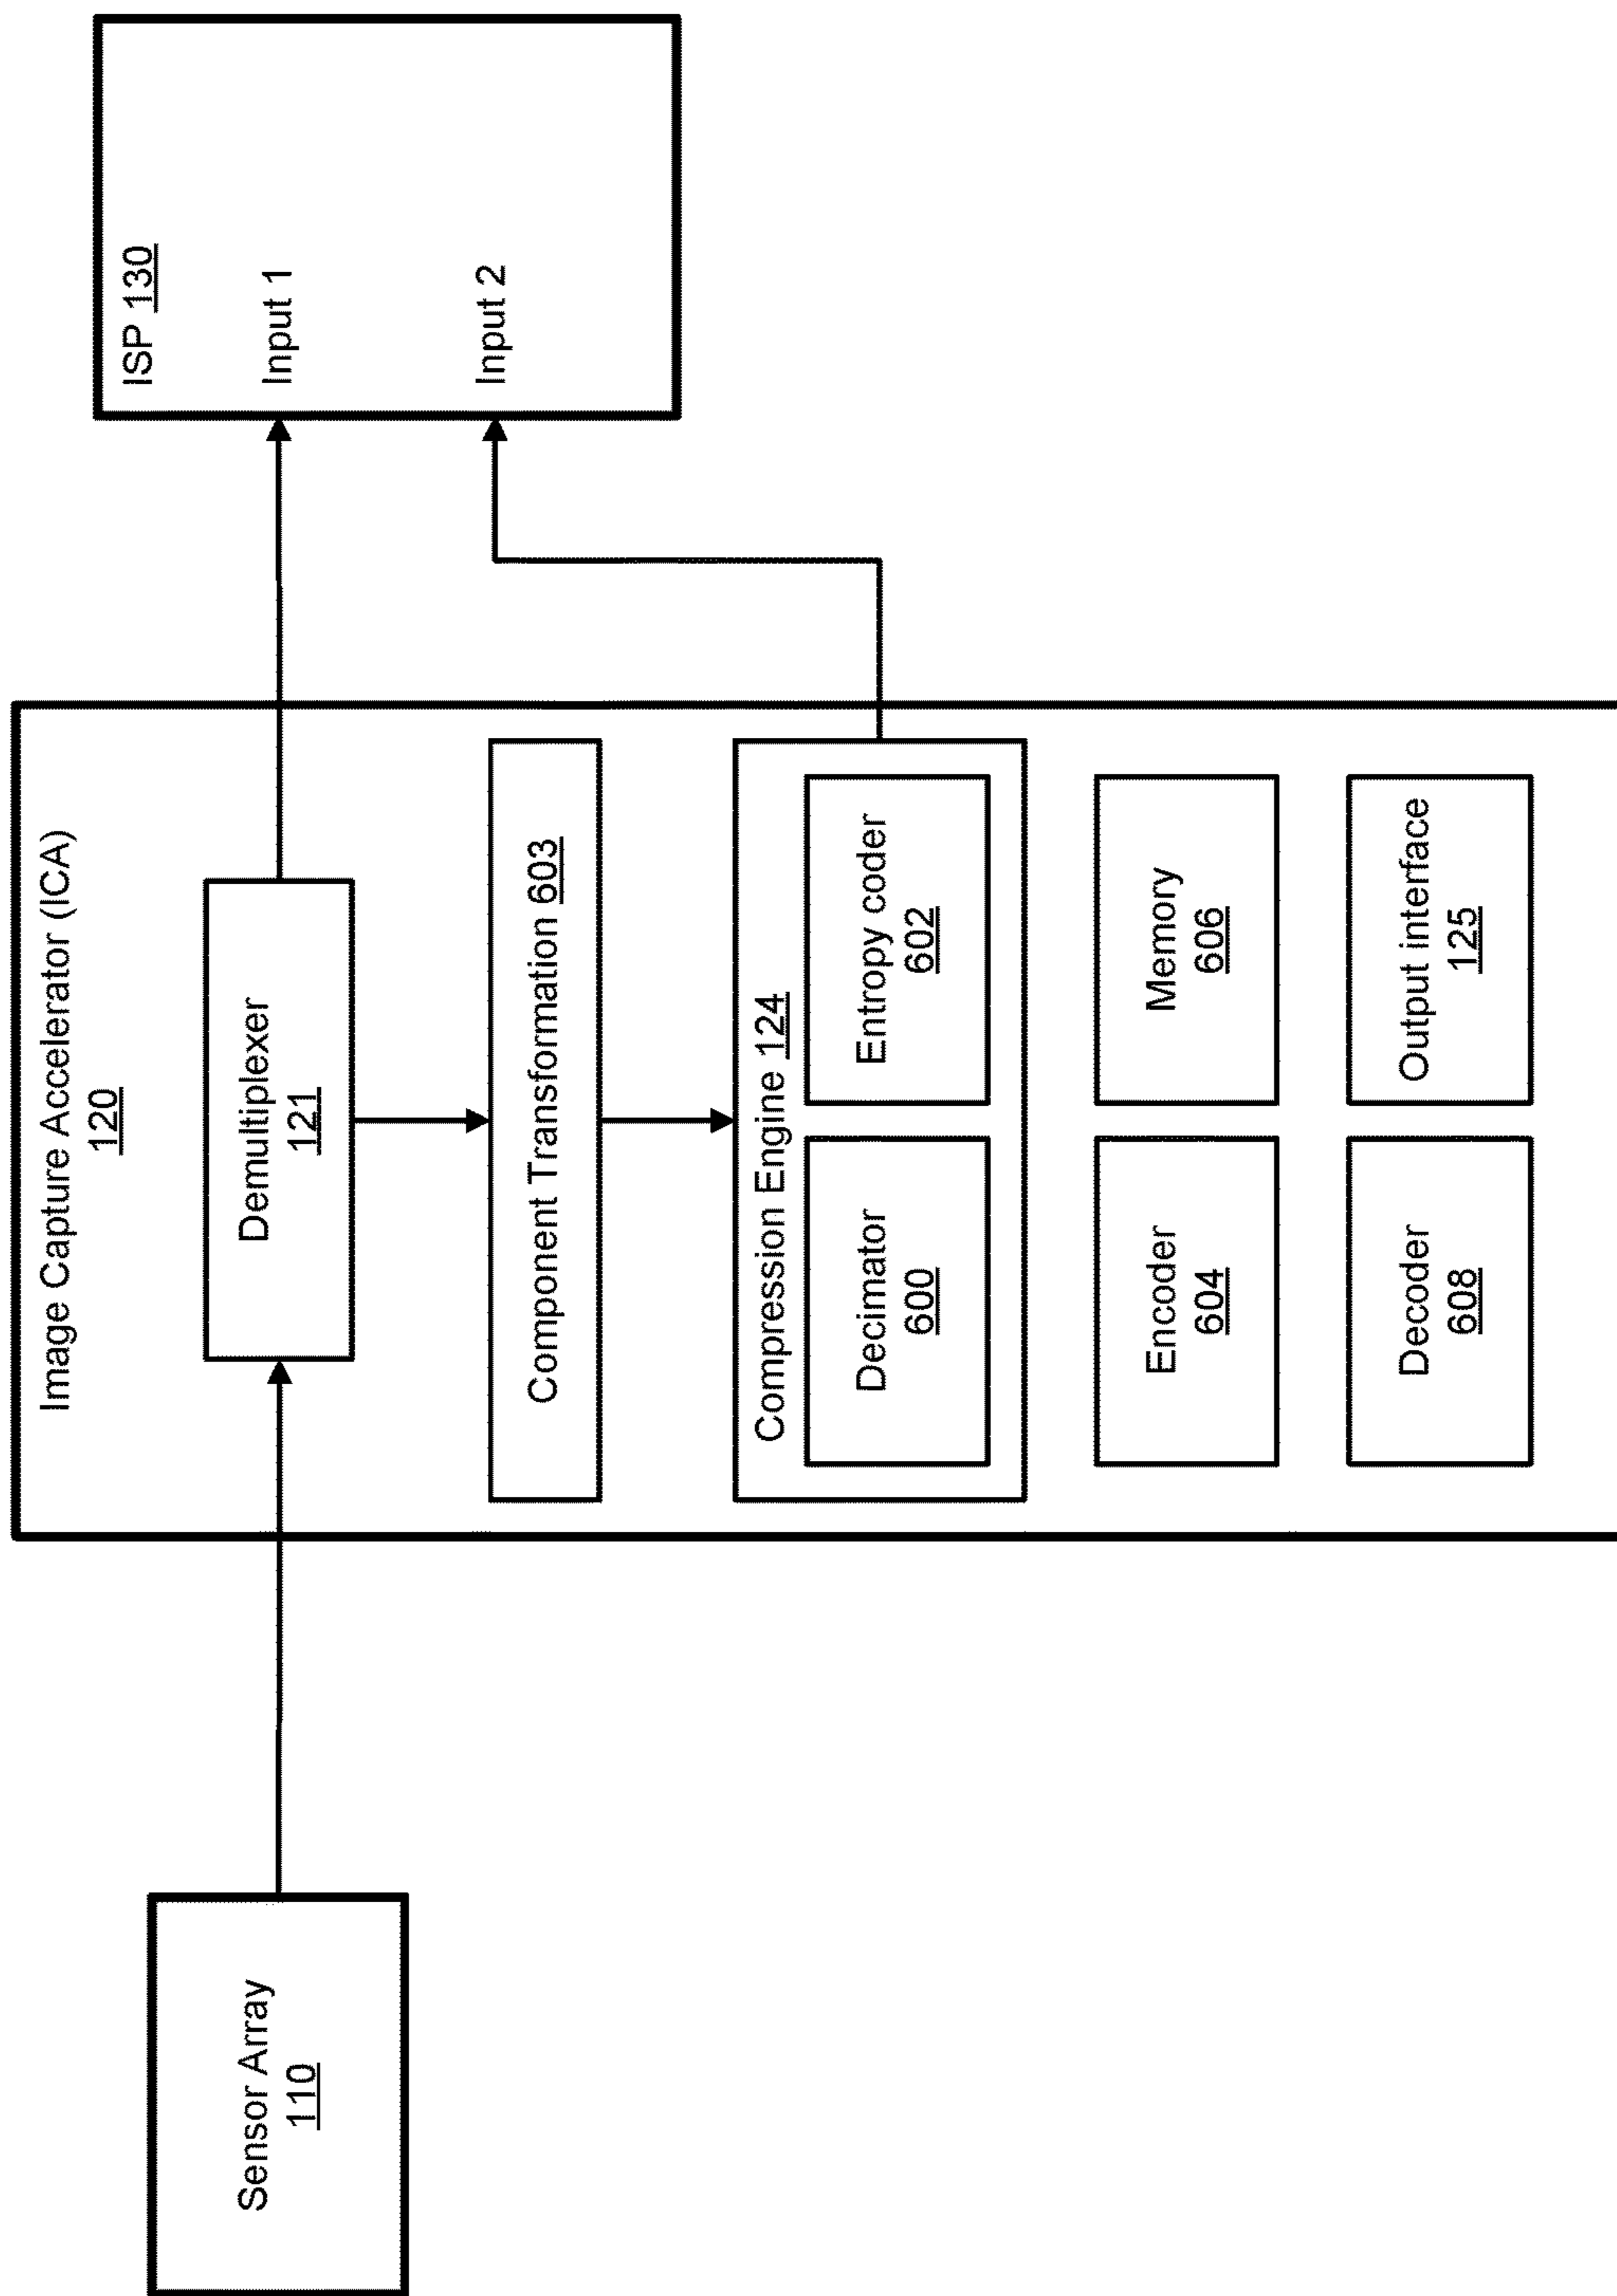 Sensor Array
110
Image Capture Accelerator (ICA)
120
Demultiplexer
121
Component Transformation 603
Compression Engine 124
Decimator
600
Entropy coder
602
Encoder
604
Memory
606
Decoder
608
Output interface
125
ISP 130
Input 1
Input 2